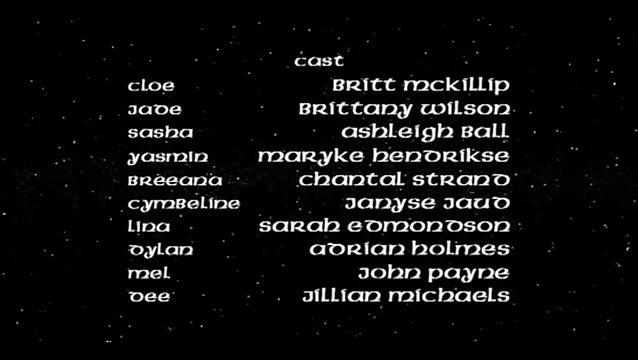 cast
cloe Britt McKillip
Jade Brittany Wilson
Sasha Ashleigh Ball
Yasmin Maryke Hendrikse
Breeana Chantal Strand
Cymbeline Janyse Jaud
Lina Sarah Edmondson
Dylan Adrian Holmes
Mel John Payne
Dee Jillian Michaels